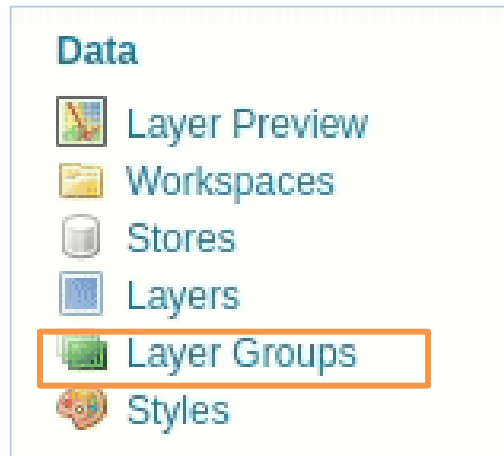 Data
Layer Preview
Workspaces
Stores
Layers
Layer Groups
Styles